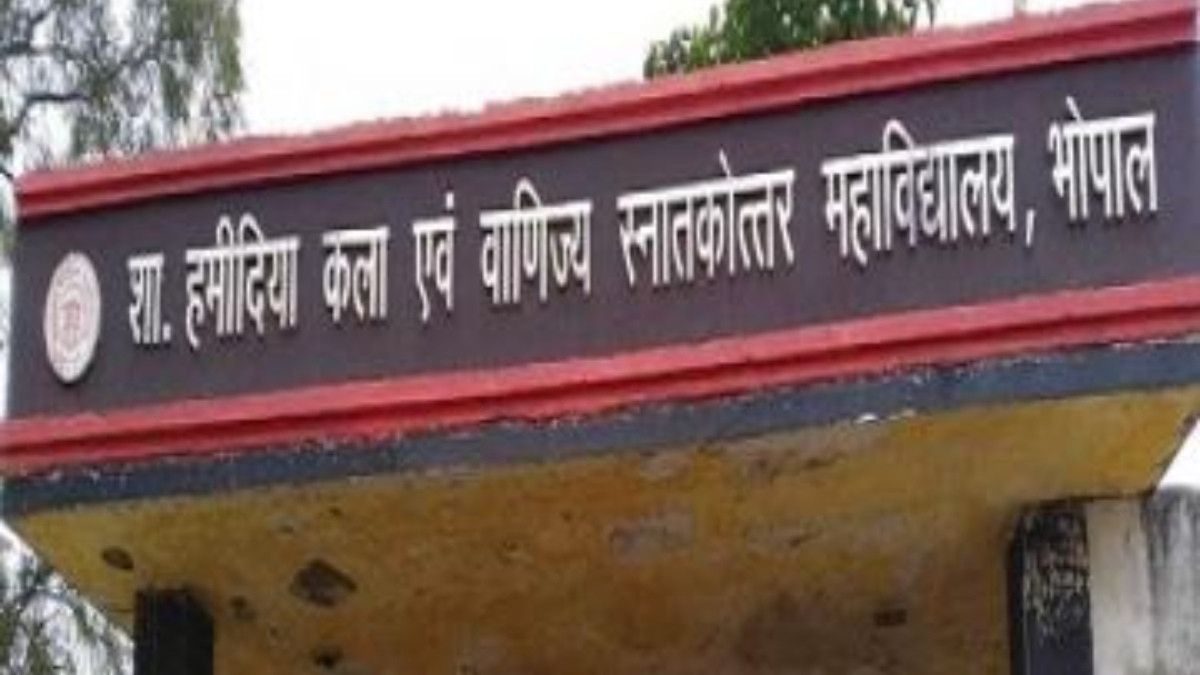 शा. हमीदिया कला एवं वाणिज्य स्नातकोत्तर महाविद्यालय, भोपाल